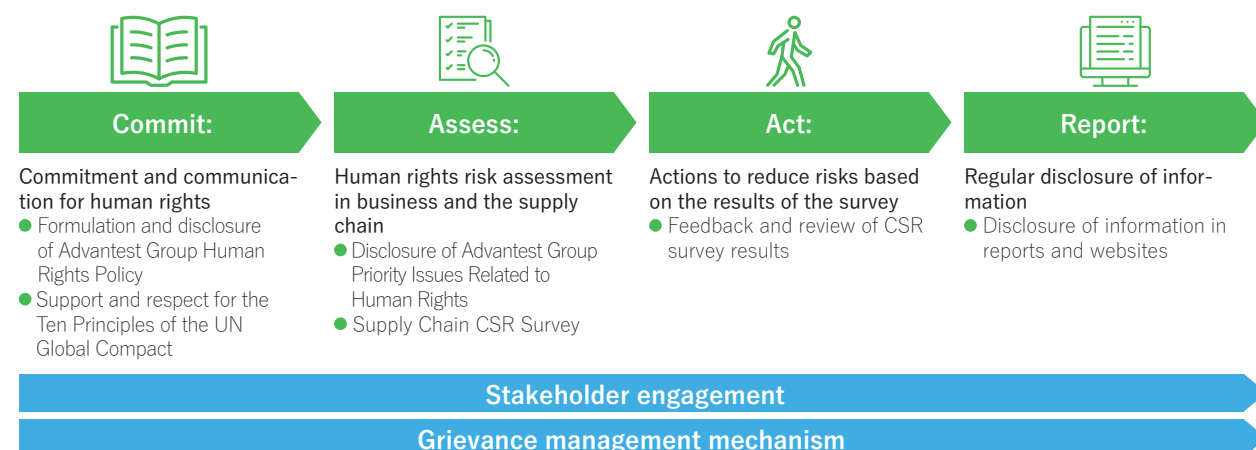 Commit:
Commitment and communica-
tion for human rights
● Formulation and disclosure
of Advantest Group Human
Rights Policy
● Support and respect for the
Ten Principles of the UN
Global Compact
Assess:
Human rights risk assessment
in business and the supply
chain
● Disclosure of Advantest Group
Priority Issues Related to
Human Rights
● Supply Chain CSR Survey
Act:
Actions to reduce risks based
on the results of the survey
● Feedback and review of CSR
survey results
Report:
Regular disclosure of infor-
mation
● Disclosure of information in
reports and websites
Stakeholder engagement
Grievance management mechanism